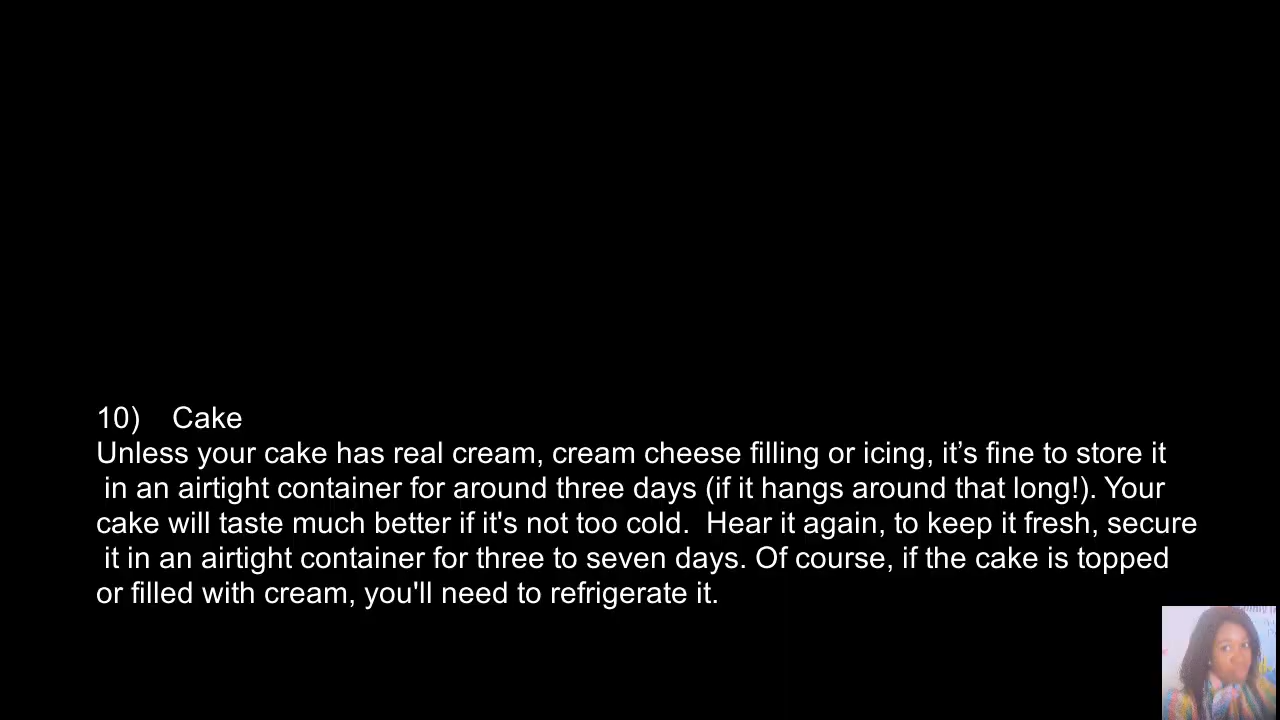 10)    Cake
Unless your cake has real cream, cream cheese filling or icing, it’s fine to store it
in an airtight container for around three days (if it hangs around that long!). Your
cake will taste much better if it's not too cold.  Hear it again, to keep it fresh, secure
it in an airtight container for three to seven days. Of course, if the cake is topped
or filled with cream, you'll need to refrigerate it.